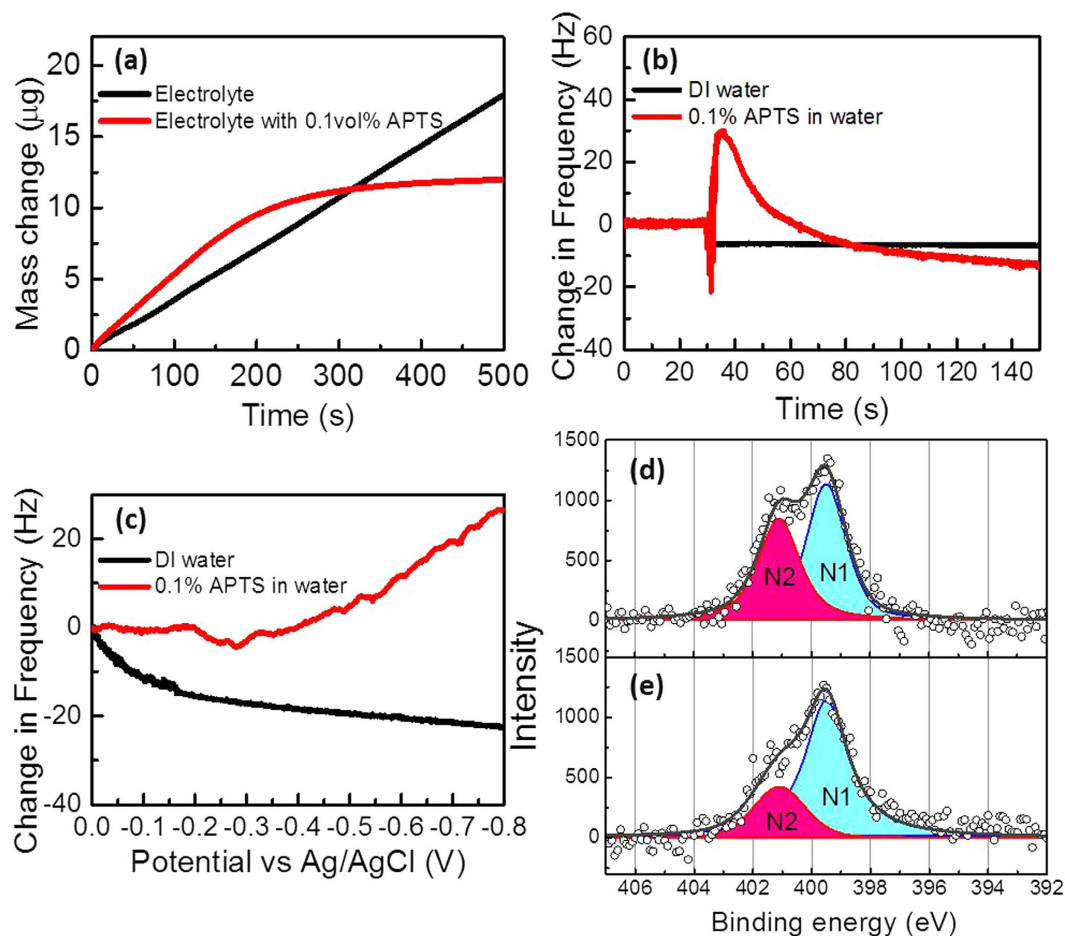 (a)
Electrolyte
Electrolyte with 0.1vol% APTS
Mass change (µg)
20
15
10
5
0
0 100 200 300 400 500
Time (s)
(b)
DI water
0.1% APTS in water
Change in Frequency (Hz)
60
40
20
0
-20
-40
0 20 40 60 80 100 120 140
Time (s)
(c)
DI water
0.1% APTS in water
Change in Frequency (Hz)
20
0
-20
-40
0.0 -0.1 -0.2 -0.3 -0.4 -0.5 -0.6 -0.7 -0.8
Potential vs Ag/AgCl (V)
Intensity
(d)
1500
1000
500
0
N2
N1
(e)
1500
1000
500
0
N2
N1
406 404 402 400 398 396 394 392
Binding energy (eV)